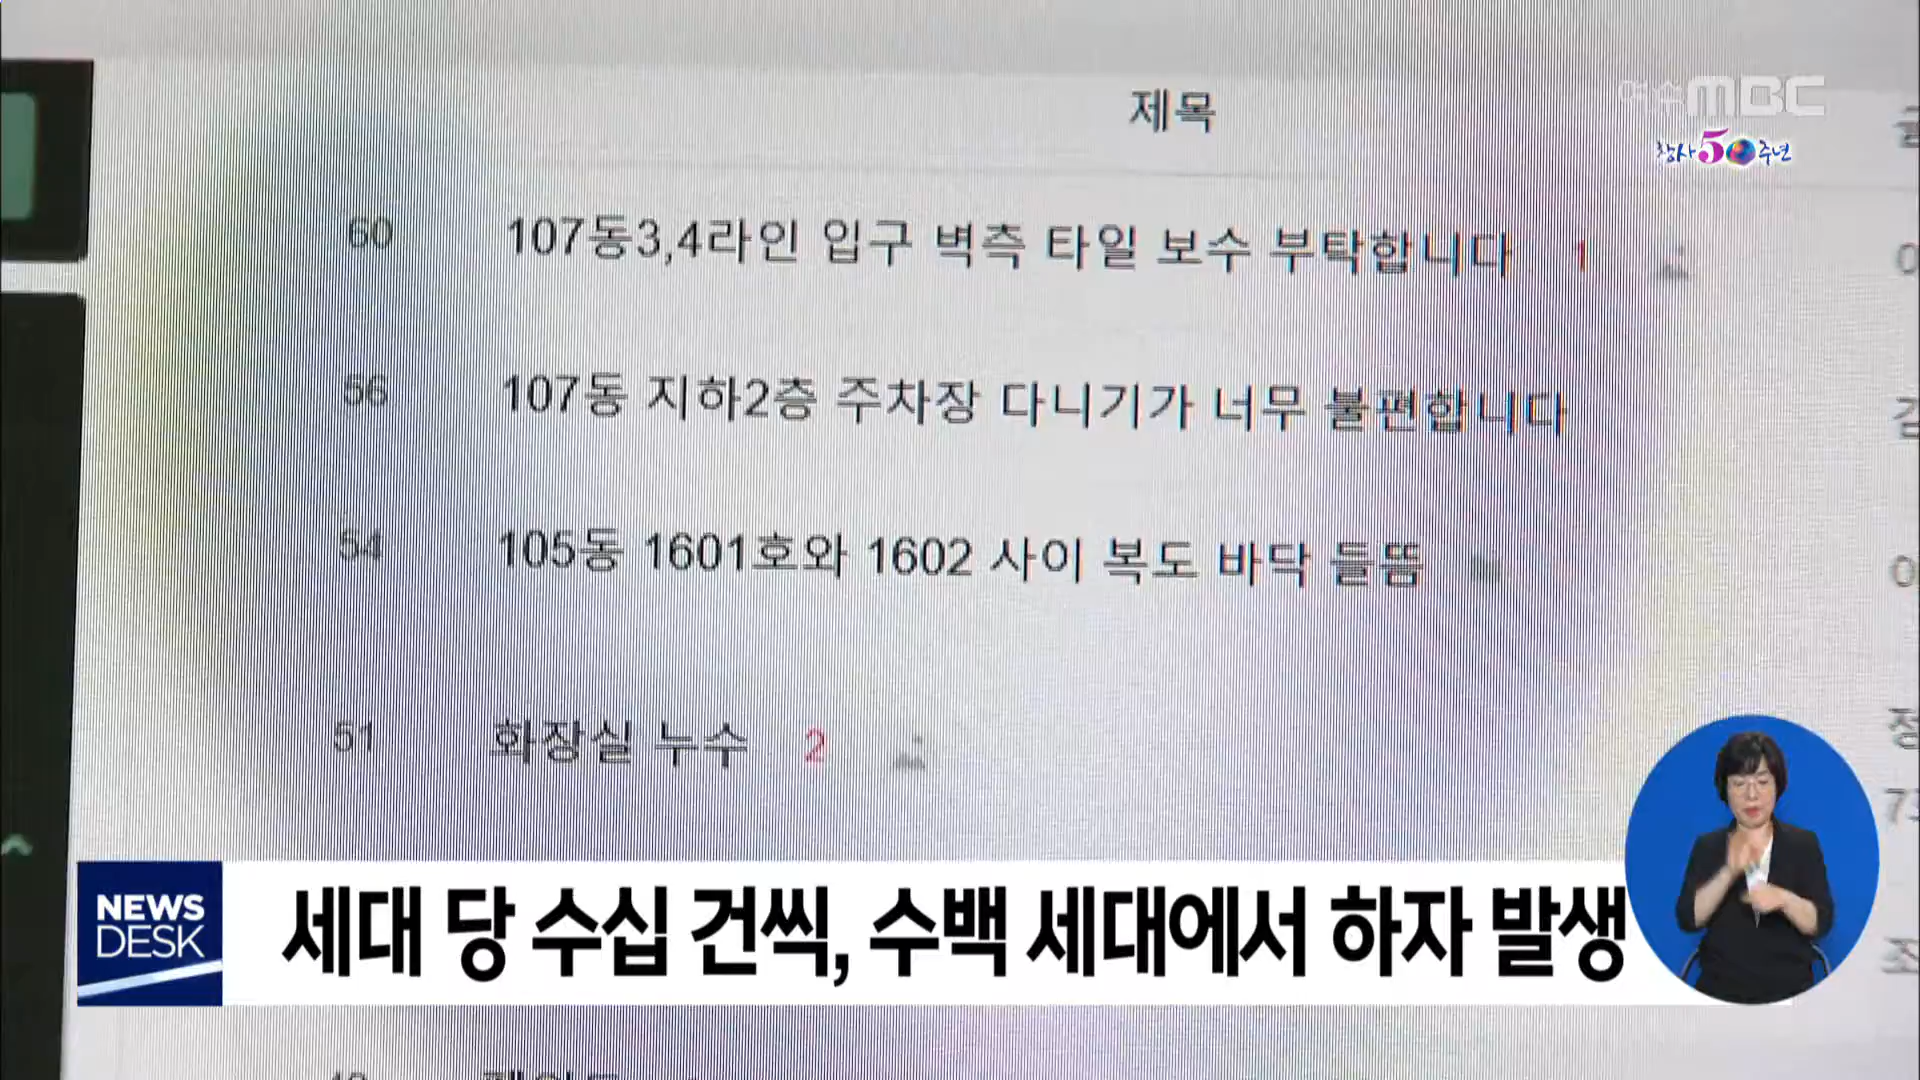 제목
여수MBC
창사50주년
60 107동3,4라인 입구 벽측 타일 보수 부탁합니다 1
56 107동 지하2층 주차장 다니기가 너무 불편합니다
54 105동 1601호와 1602 사이 복도 바닥 들뜸
51 화장실 누수 2
NEWS
DESK
세대 당 수십 건씩, 수백 세대에서 하자 발생